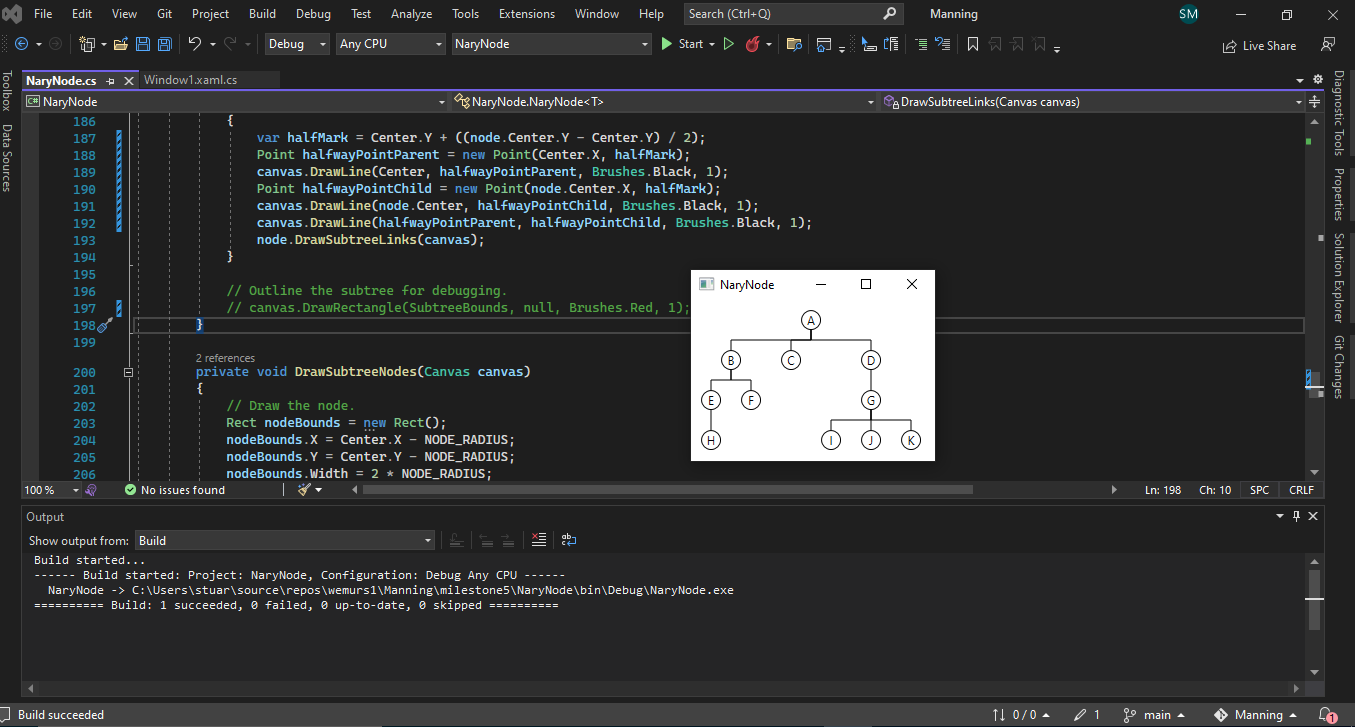 File Edit View Git Project Build Debug Test Analyze Tools Extensions Window Help Search (Ctrl+Q) Manning SM
Debug Any CPU NaryNode Start Live Share
Toolbox
Data Sources
NaryNode.cs Window1.xaml.cs
C# NaryNode NaryNode.NaryNode<T> DrawSubtreeLinks(Canvas canvas)
186 {
187 var halfMark = Center.Y + ((node.Center.Y - Center.Y) / 2);
188 Point halfwayPointParent = new Point(Center.X, halfMark);
189 canvas.DrawLine(Center, halfwayPointParent, Brushes.Black, 1);
190 Point halfwayPointChild = new Point(node.Center.X, halfMark);
191 canvas.DrawLine(node.Center, halfwayPointChild, Brushes.Black, 1);
192 canvas.DrawLine(halfwayPointParent, halfwayPointChild, Brushes.Black, 1);
193 node.DrawSubtreeLinks(canvas);
194 }
195
196 // Outline the subtree for debugging.
197 // canvas.DrawRectangle(SubtreeBounds, null, Brushes.Red, 1);
198 }
199
2 references
200 private void DrawSubtreeNodes(Canvas canvas)
201 {
202 // Draw the node.
203 Rect nodeBounds = new Rect();
204 nodeBounds.X = Center.X - NODE_RADIUS;
205 nodeBounds.Y = Center.Y - NODE_RADIUS;
206 nodeBounds.Width = 2 * NODE_RADIUS;
NaryNode
A
B C D
E F G
H I J K
Diagnostic Tools
Properties
Solution Explorer
Git Changes
100 % No issues found Ln: 198 Ch: 10 SPC CRLF
Output
Show output from: Build
Build started...
------ Build started: Project: NaryNode, Configuration: Debug Any CPU ------
NaryNode -> C:\Users\stuar\source\repos\wemurs1\Manning\milestone5\NaryNode\bin\Debug\NaryNode.exe
========== Build: 1 succeeded, 0 failed, 0 up-to-date, 0 skipped ==========
Build succeeded 0 / 0 1 main Manning 1